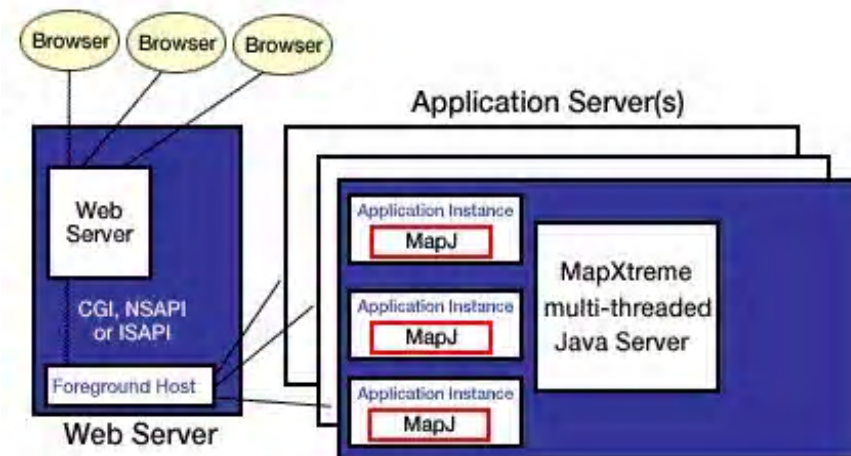 Browser
Browser
Browser
Application Server(s)
Web
Server
CGI, NSAPI
or ISAPI
Foreground Host
Web Server
Application Instance
MapJ
Application Instance
MapJ
Application Instance
MapJ
MapXtreme
multi-threaded
Java Server